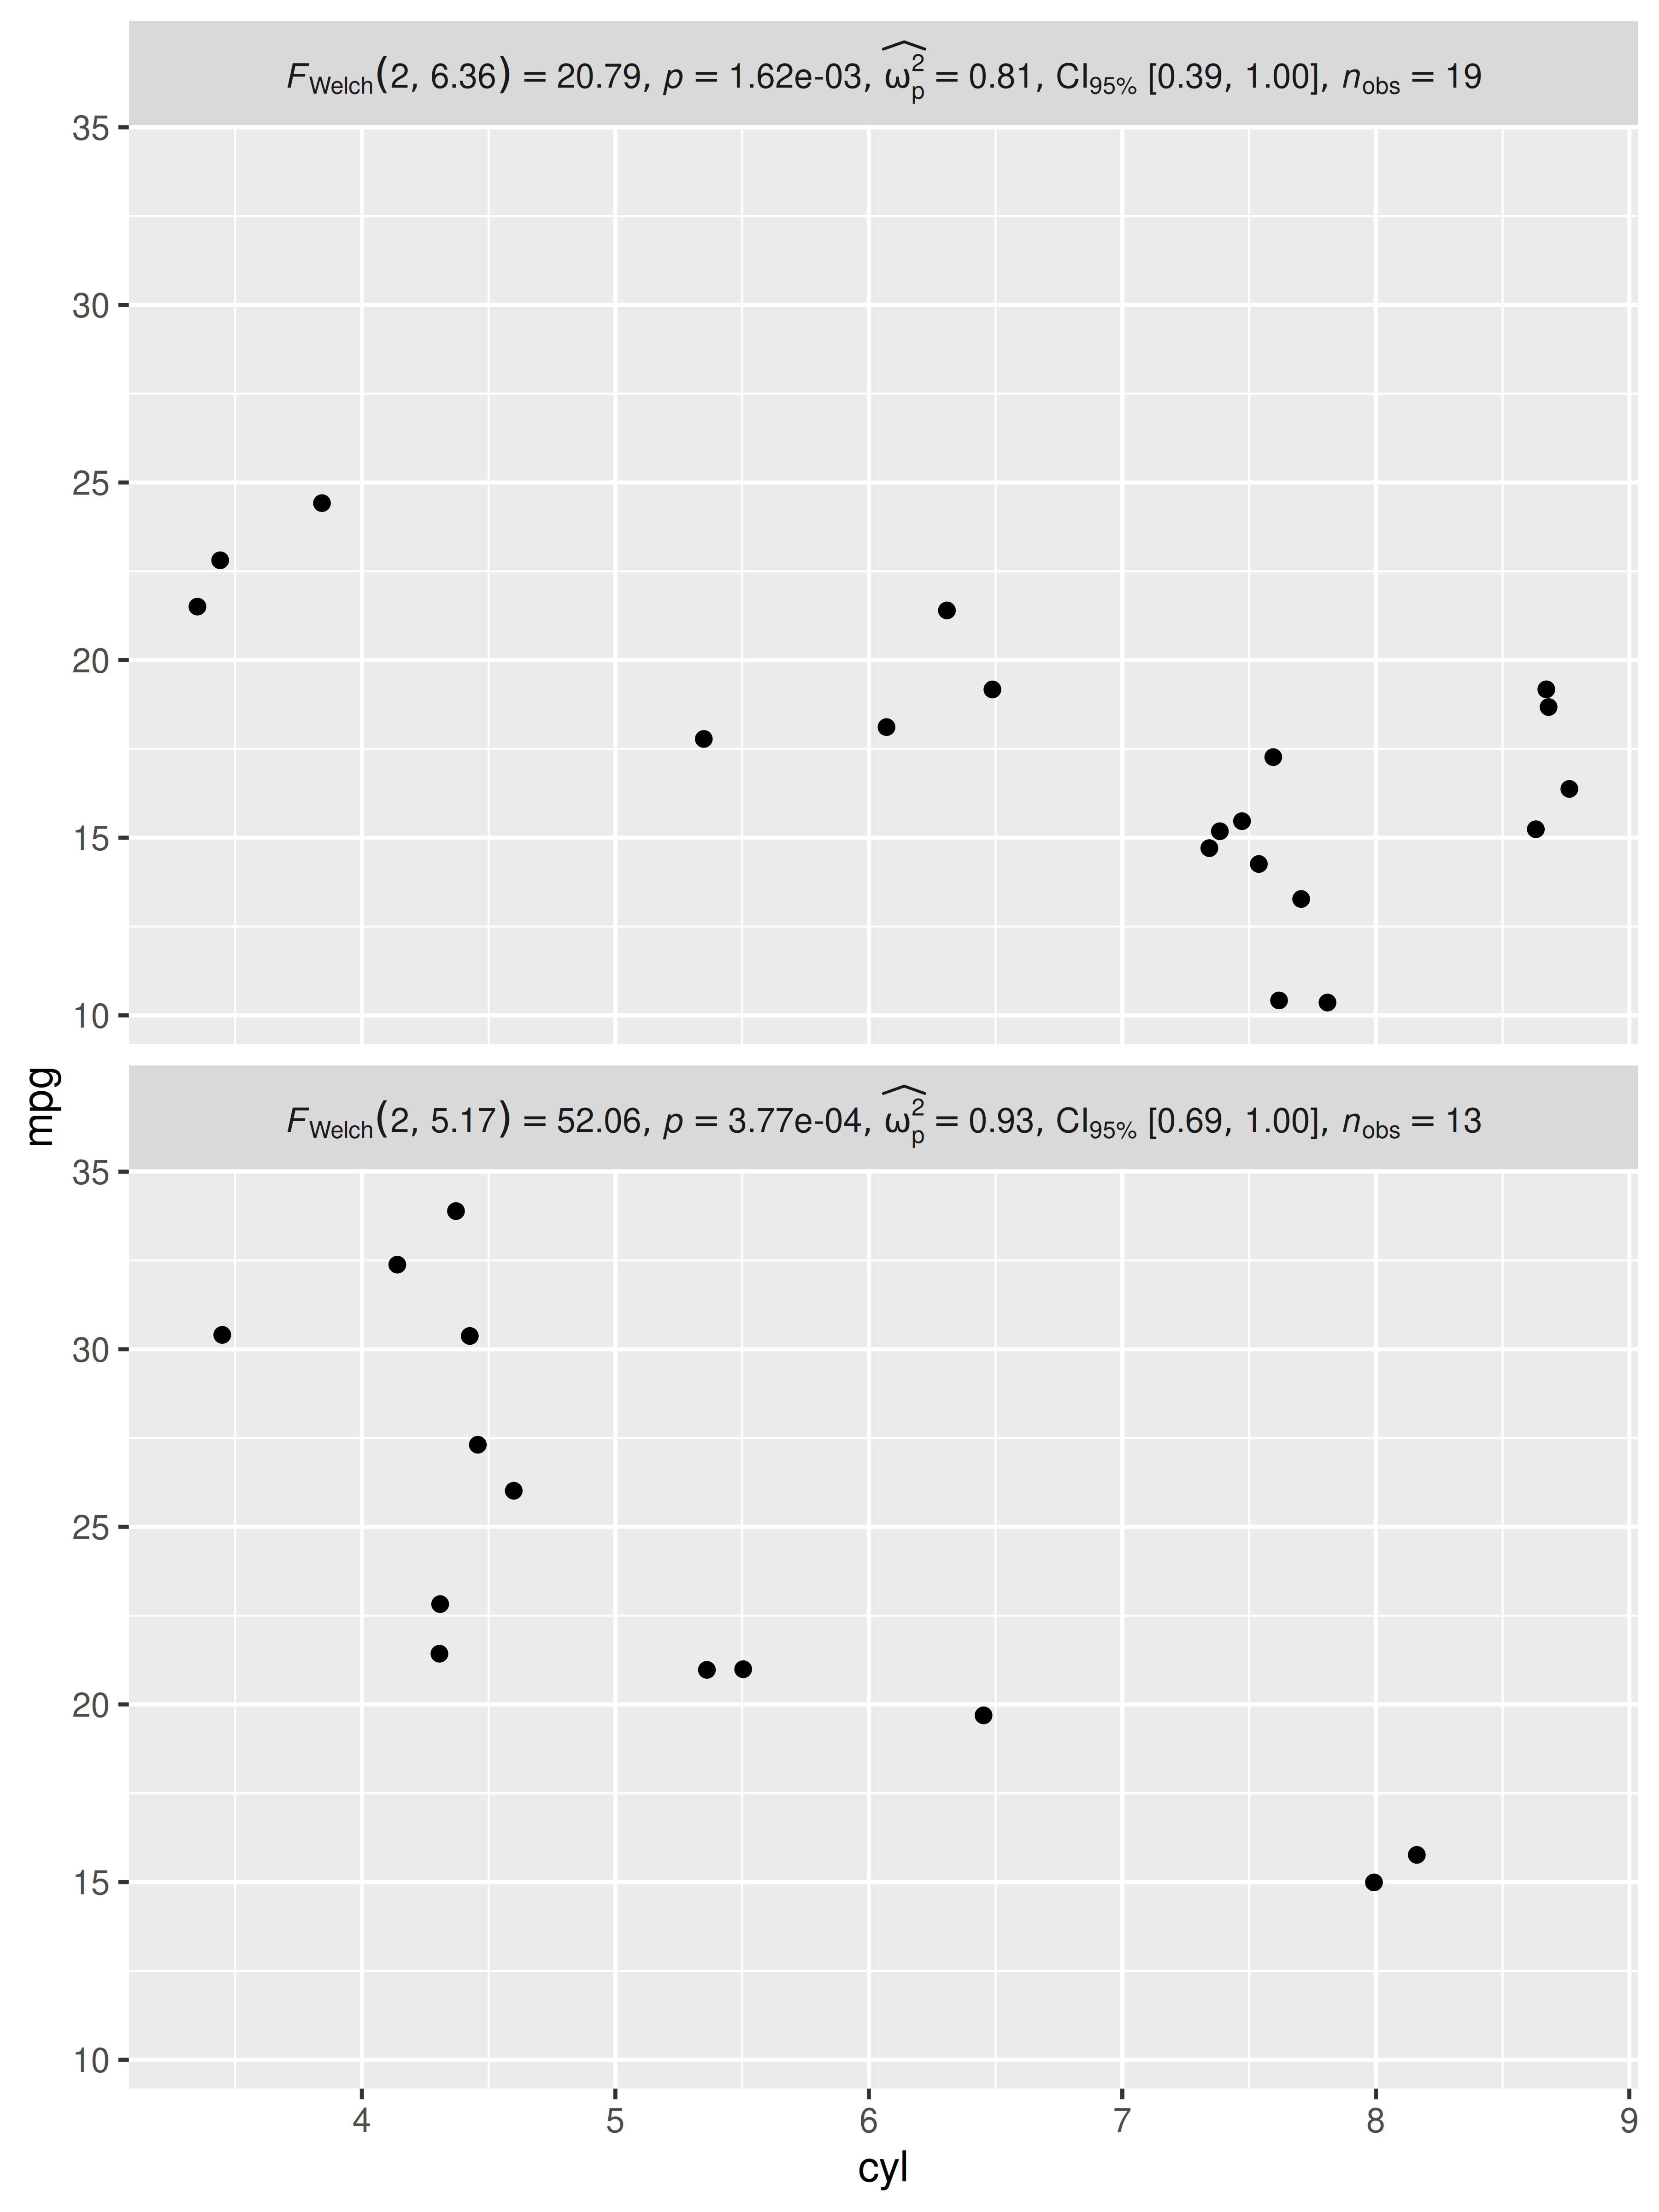 F_Welch(2, 6.36) = 20.79, p = 1.62e-03, ω̂²_p = 0.81, CI_95% [0.39, 1.00], n_obs = 19
35
30
25
20
15
10
mpg
F_Welch(2, 5.17) = 52.06, p = 3.77e-04, ω̂²_p = 0.93, CI_95% [0.69, 1.00], n_obs = 13
35
30
25
20
15
10
4 5 6 7 8 9
cyl